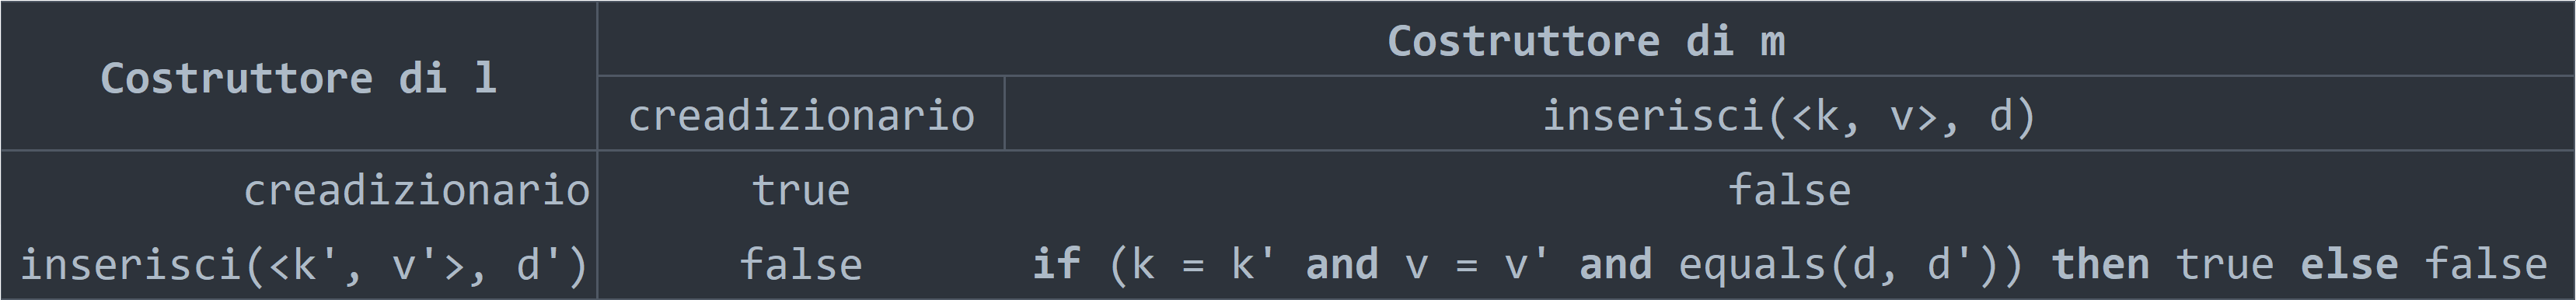 Costruttore di l
Costruttore di m
creadizionario
inserisci(<k, v>, d)
creadizionario true false
inserisci(<k', v'>, d') false if (k = k' and v = v' and equals(d, d')) then true else false